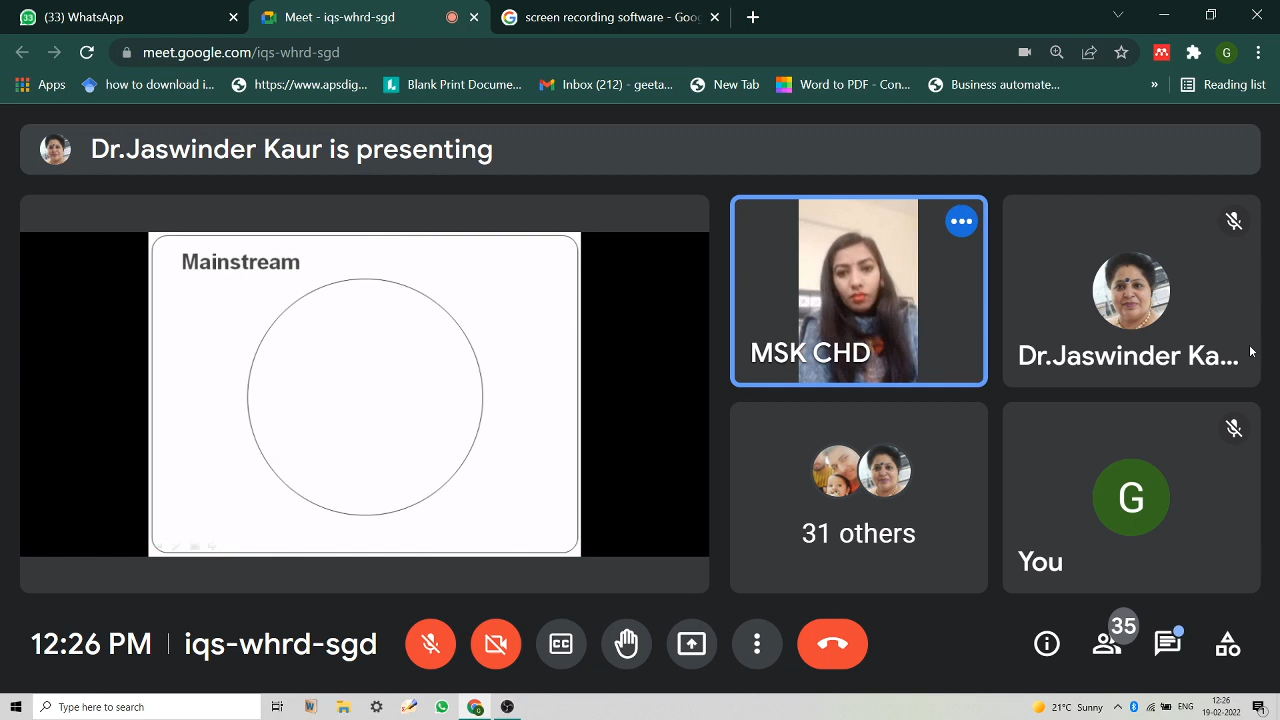 (33) WhatsApp
Meet - iqs-whrd-sgd
screen recording software - Goog
meet.google.com/iqs-whrd-sgd
G
Apps
how to download i...
https://www.apsdig...
Blank Print Docume...
Inbox (212) - geeta...
New Tab
Word to PDF - Con...
Business automate...
»
Reading list
Dr.Jaswinder Kaur is presenting
Mainstream
MSK CHD
Dr.Jaswinder Ka...
31 others
G
You
12:26 PM | iqs-whrd-sgd
35
Type here to search
21°C Sunny
ENG
12:26
19-02-2022